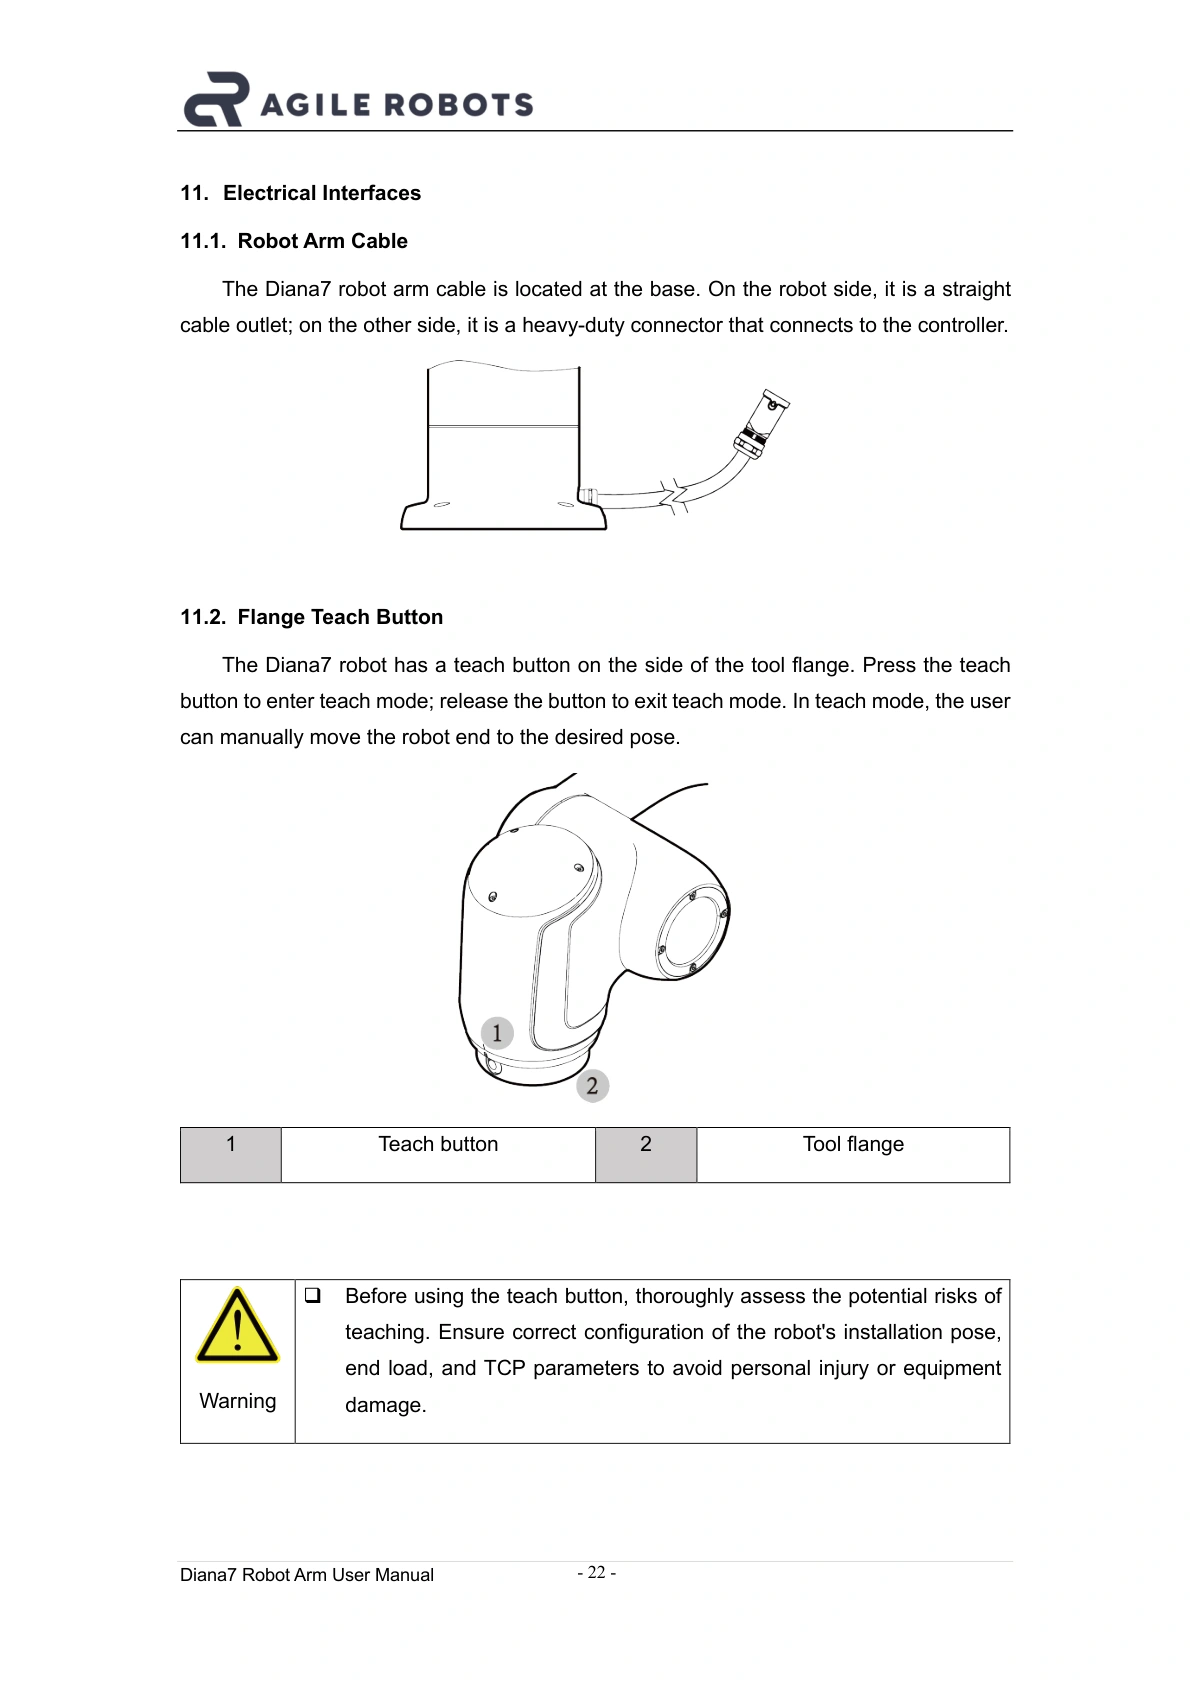 AGILE ROBOTS
11. Electrical Interfaces
11.1. Robot Arm Cable
The Diana7 robot arm cable is located at the base. On the robot side, it is a straight
cable outlet; on the other side, it is a heavy-duty connector that connects to the controller.
11.2. Flange Teach Button
The Diana7 robot has a teach button on the side of the tool flange. Press the teach
button to enter teach mode; release the button to exit teach mode. In teach mode, the user
can manually move the robot end to the desired pose.
1
2
1 Teach button 2 Tool flange
❑ Before using the teach button, thoroughly assess the potential risks of
teaching. Ensure correct configuration of the robot's installation pose,
end load, and TCP parameters to avoid personal injury or equipment
damage.
Warning
Diana7 Robot Arm User Manual - 22 -